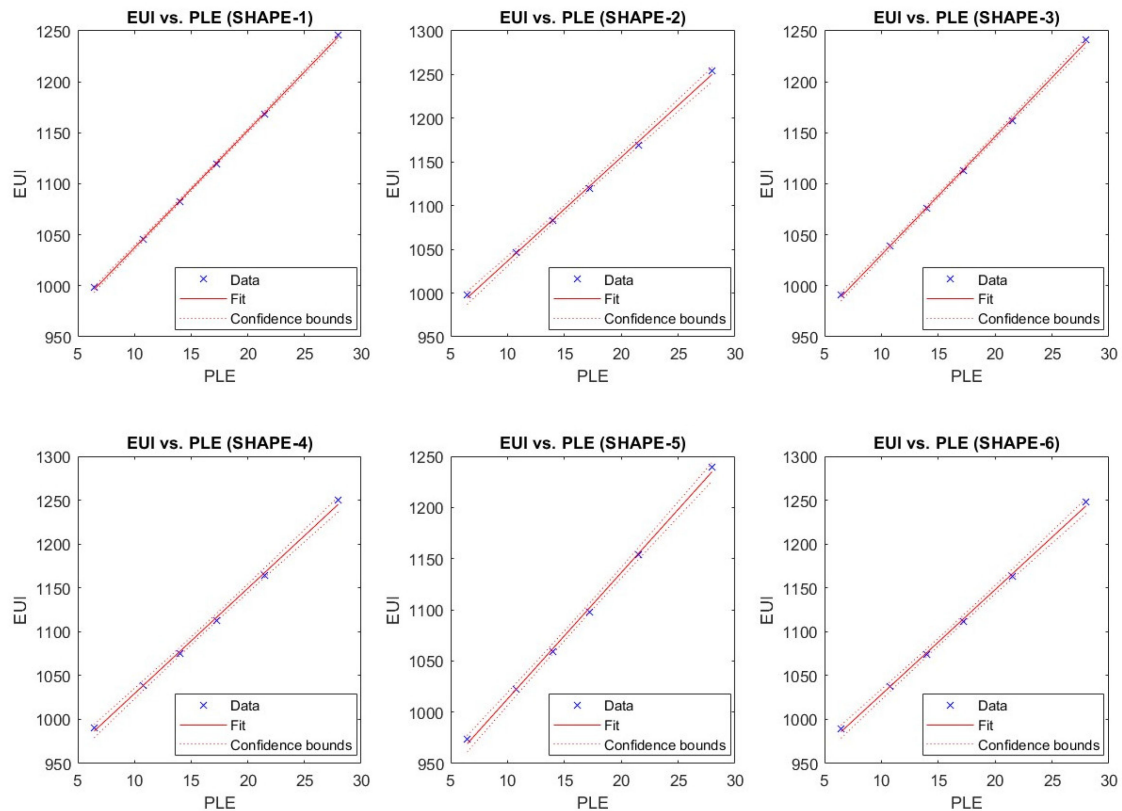 EUI vs. PLE (SHAPE-1)
1250
1200
1150
1100
1050
1000
950
EUI
Data
Fit
Confidence bounds
5 10 15 20 25 30
PLE
EUI vs. PLE (SHAPE-2)
1300
1250
1200
1150
1100
1050
1000
950
EUI
Data
Fit
Confidence bounds
5 10 15 20 25 30
PLE
EUI vs. PLE (SHAPE-3)
1250
1200
1150
1100
1050
1000
950
EUI
Data
Fit
Confidence bounds
5 10 15 20 25 30
PLE
EUI vs. PLE (SHAPE-4)
1300
1250
1200
1150
1100
1050
1000
950
EUI
Data
Fit
Confidence bounds
5 10 15 20 25 30
PLE
EUI vs. PLE (SHAPE-5)
1250
1200
1150
1100
1050
1000
950
EUI
Data
Fit
Confidence bounds
5 10 15 20 25 30
PLE
EUI vs. PLE (SHAPE-6)
1300
1250
1200
1150
1100
1050
1000
950
EUI
Data
Fit
Confidence bounds
5 10 15 20 25 30
PLE